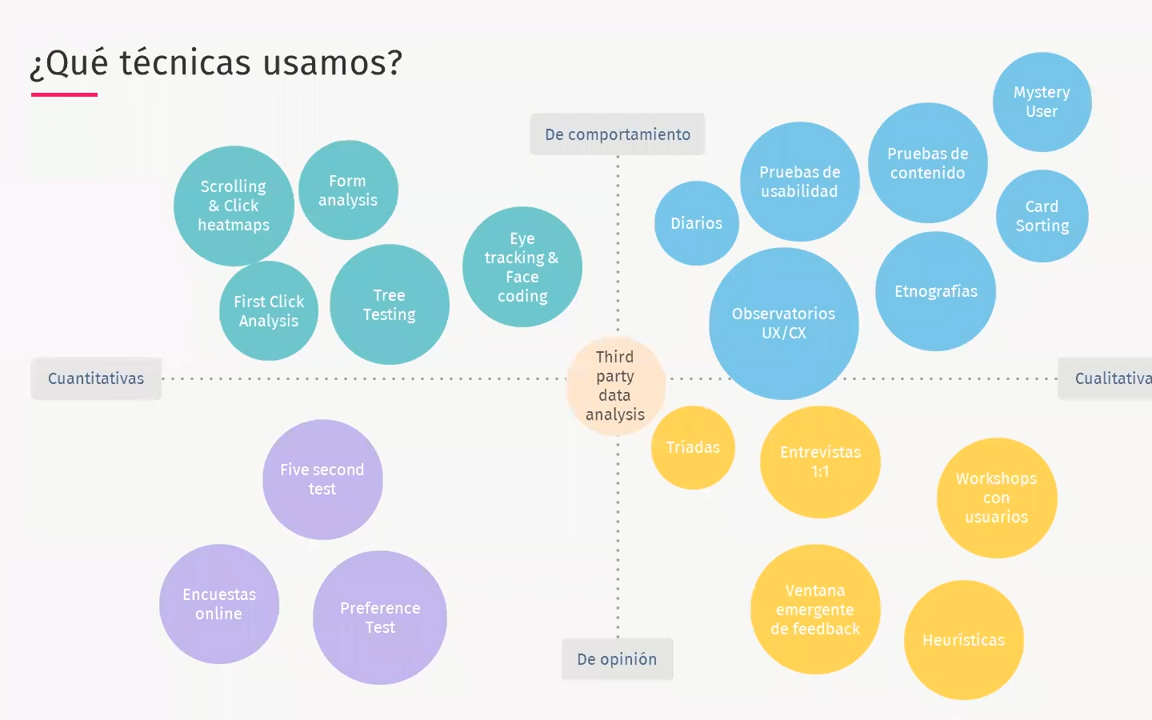 ¿Qué técnicas usamos?
De comportamiento
Mystery
User
Scrolling
& Click
heatmaps
Form
analysis
Eye
tracking &
Face
coding
First Click
Analysis
Tree
Testing
Diarios
Pruebas de
usabilidad
Pruebas de
contenido
Card
Sorting
Observatorios
UX/CX
Etnografías
Cuantitativas
Third
party
data
analysis
Cualitativa
Five second
test
Encuestas
online
Preference
Test
Triadas
Entrevistas
1:1
Workshops
con
usuarios
Ventana
emergente
de feedback
Heurísticas
De opinión